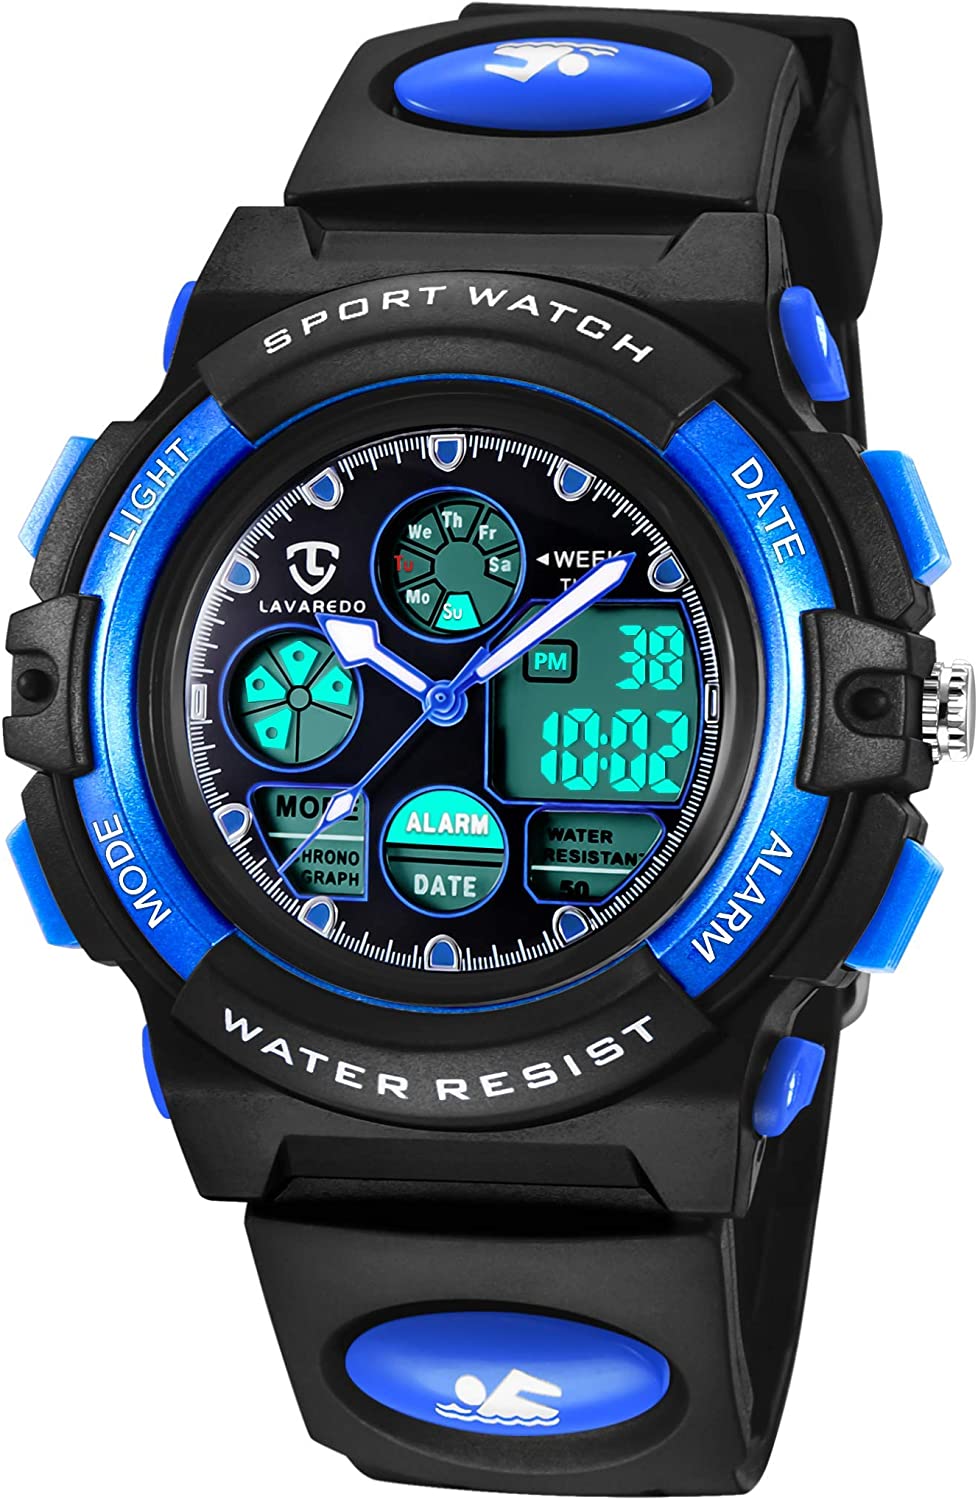 SPORT WATCH
LIGHT
DATE
We Th Fr
Tu Sa
Mo Su
LAVAREDO
WEEK
PM 38
10:02
MODE
CHRONO
GRAPH
ALARM
DATE
WATER
RESISTANT
50
MODE
ALARM
WATER RESIST